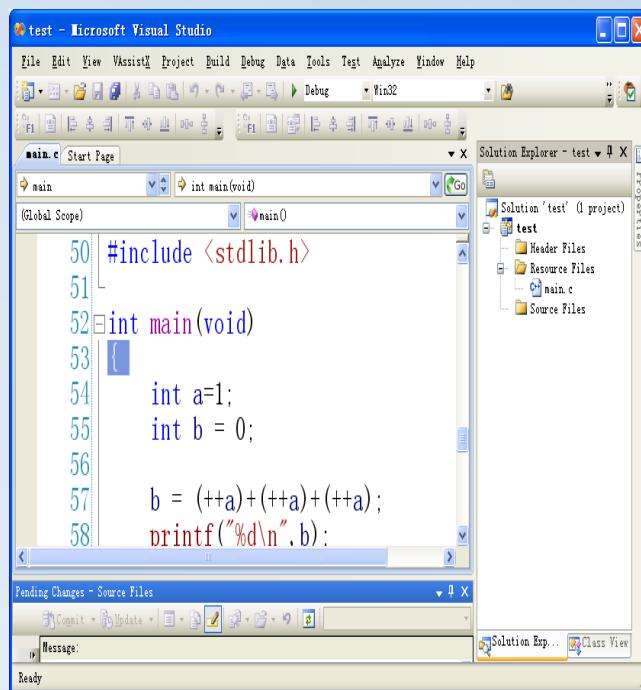 test - Microsoft Visual Studio
File Edit View VAssistX Project Build Debug Data Tools Test Analyze Window Help
Debug Win32
main.c Start Page
main int main(void) Go
(Global Scope) main()
50 #include <stdlib.h>
51
52 int main(void)
53 {
54 int a=1;
55 int b = 0;
56
57 b = (++a)+(++a)+(++a);
58 printf("%d\n",b);
Solution Explorer - test
Solution 'test' (1 project)
test
Header Files
Resource Files
main.c
Source Files
Properties
Pending Changes - Source Files
Commit Update
Message:
Solution Exp... Class View
Ready